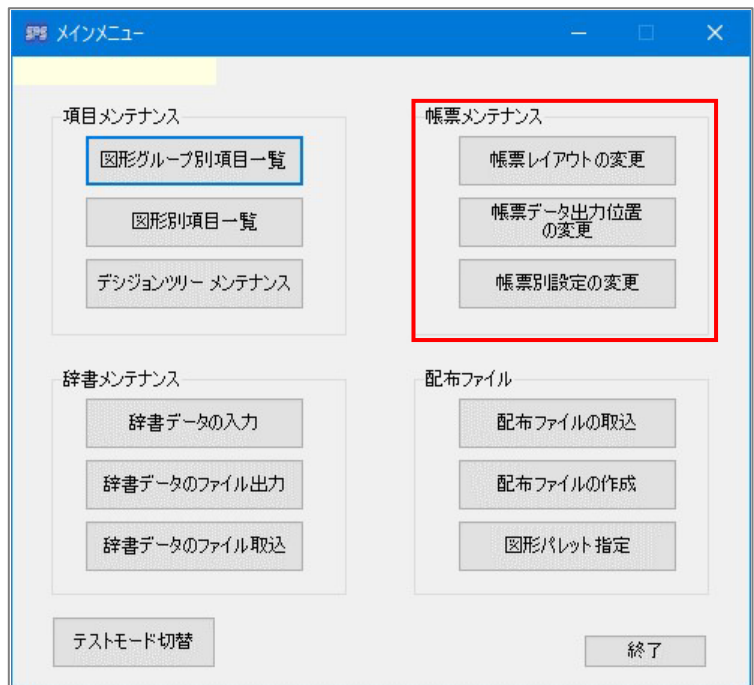 SPS メインメニュー
項目メンテナンス
図形グループ別項目一覧
図形別項目一覧
デシジョンツリー メンテナンス
帳票メンテナンス
帳票レイアウトの変更
帳票データ出力位置
の変更
帳票別設定の変更
辞書メンテナンス
辞書データの入力
辞書データのファイル出力
辞書データのファイル取込
配布ファイル
配布ファイルの取込
配布ファイルの作成
図形パレット指定
テストモード切替
終了